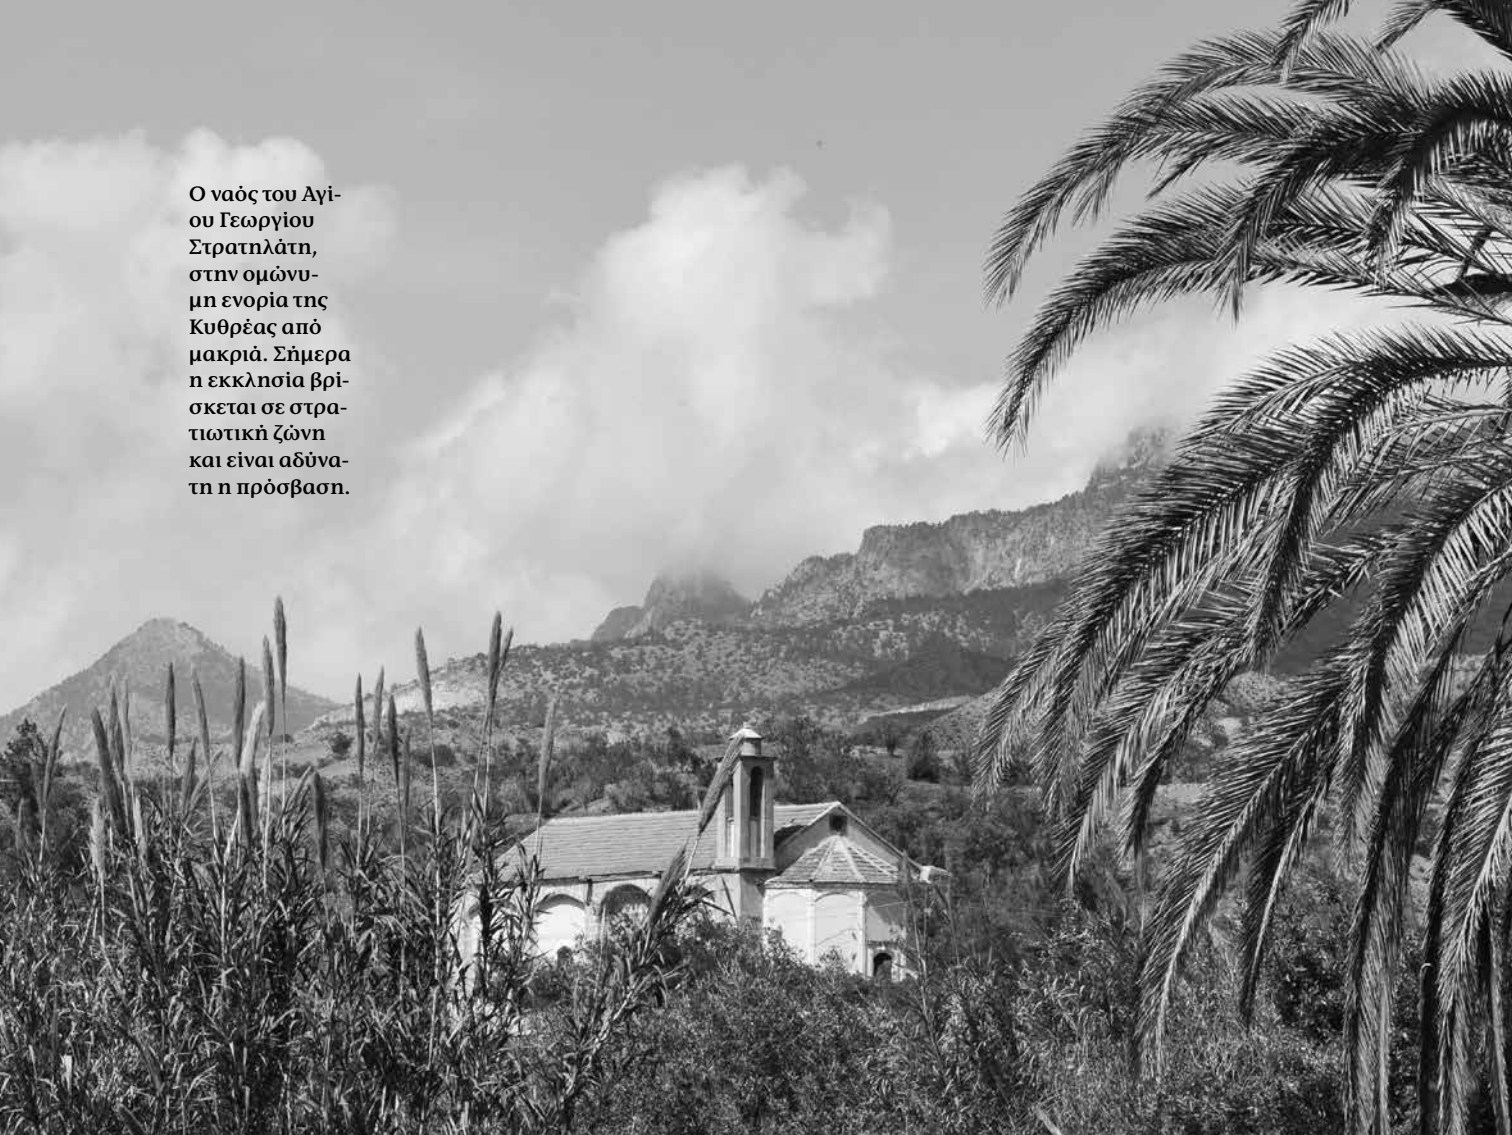 Ο ναός του Αγί-
ου Γεωργίου
Στρατηλάτη,
στην ομώνυ-
μη ενορία της
Κυθρέας από
μακριά. Σήμερα
η εκκλησία βρί-
σκεται σε στρα-
τιωτική ζώνη
και είναι αδύνα-
τη η πρόσβαση.